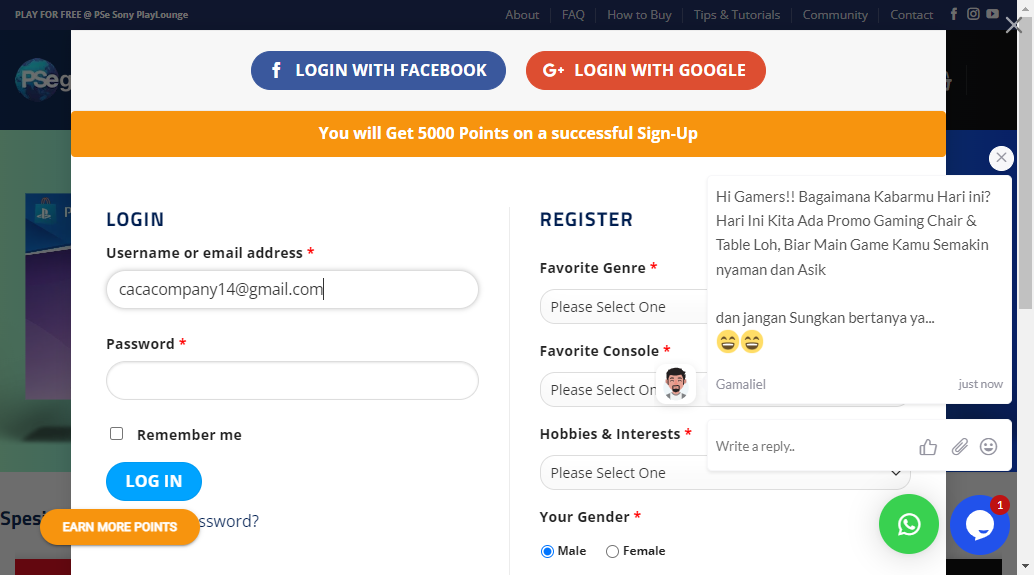 PLAY FOR FREE @ PSe Sony PlayLounge
About
FAQ
How to Buy
Tips & Tutorials
Community
Contact
PSeg
LOGIN WITH FACEBOOK
G+ LOGIN WITH GOOGLE
You will Get 5000 Points on a successful Sign-Up
LOGIN
Username or email address *
cacacompany14@gmail.com
Password *
Remember me
LOG IN
ssword?
EARN MORE POINTS
Spesi
REGISTER
Favorite Genre *
Please Select One
Favorite Console *
Please Select On
Hobbies & Interests *
Please Select One
Your Gender *
Male
Female
Hi Gamers!! Bagaimana Kabarmu Hari ini?
Hari Ini Kita Ada Promo Gaming Chair &
Table Loh, Biar Main Game Kamu Semakin
nyaman dan Asik
dan jangan Sungkan bertanya ya...
😄😄
Gamaliel
just now
Write a reply..
1